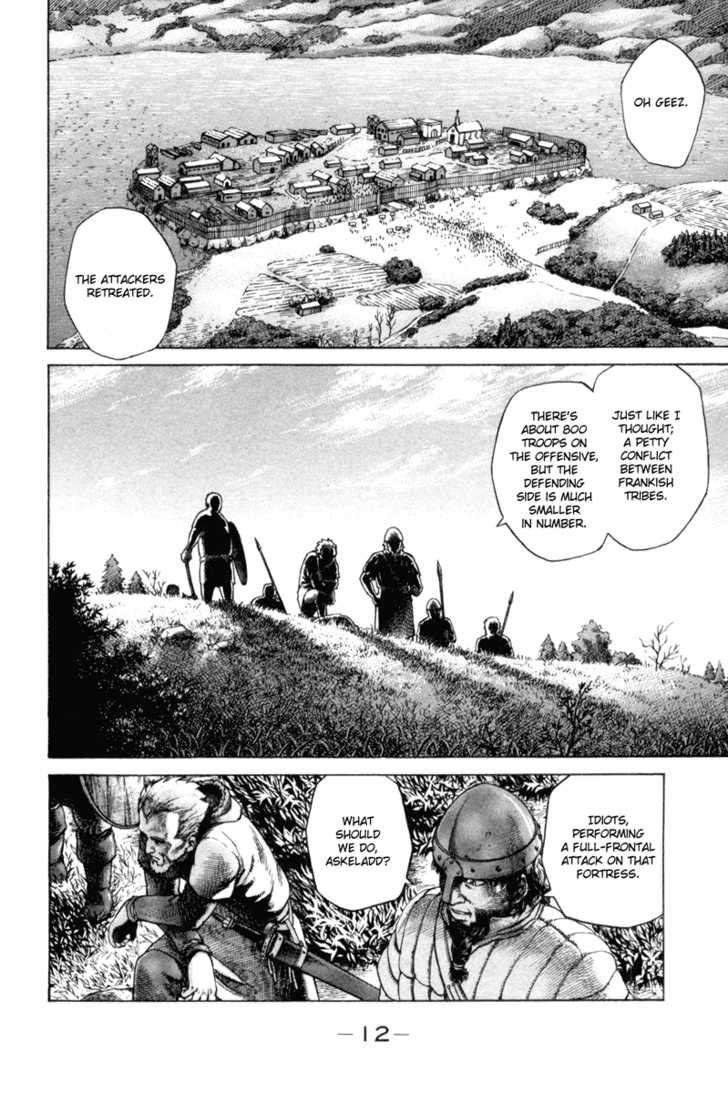 OH GEEZ.
THE ATTACKERS
RETREATED.
JUST LIKE I
THOUGHT;
A PETTY
CONFLICT
BETWEEN
FRANKISH
TRIBES.
THERE'S
ABOUT 800
TROOPS ON
THE OFFENSIVE,
BUT THE
DEFENDING
SIDE IS MUCH
SMALLER
IN NUMBER.
IDIOTS,
PERFORMING
A FULL-FRONTAL
ATTACK ON THAT
FORTRESS.
WHAT
SHOULD
WE DO,
ASKELADD?
-12-